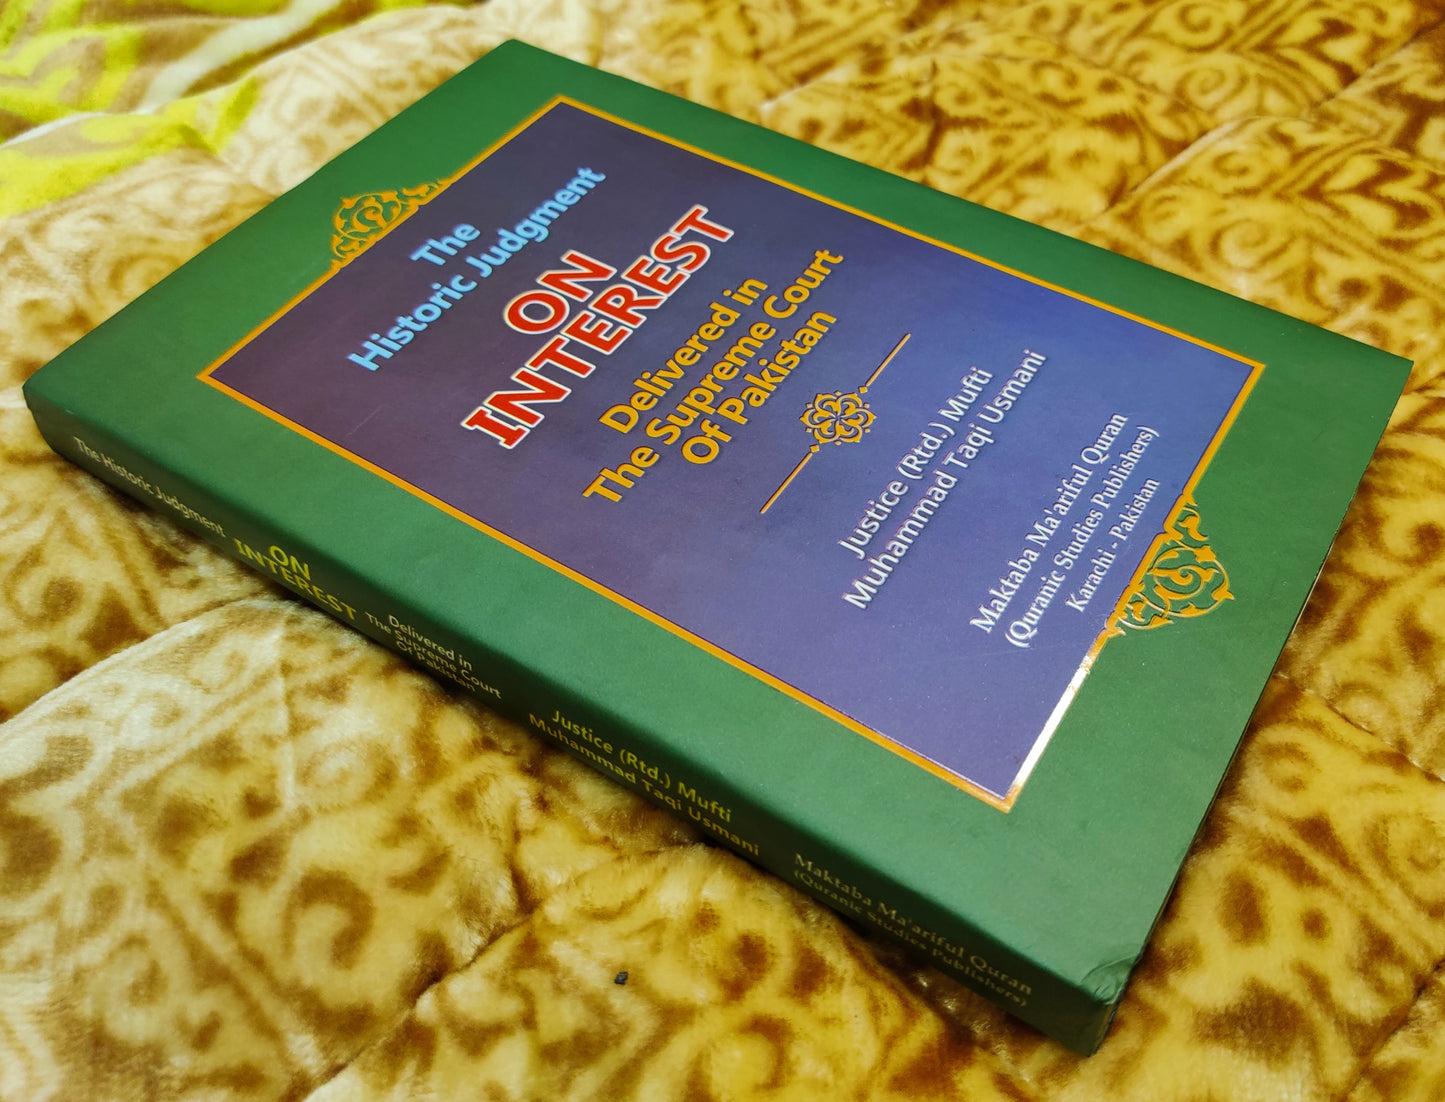 The
Historic Judgment
ON
INTEREST
Delivered in
The Supreme Court
Of Pakistan
Justice (Rtd.) Mufti
Muhammad Taqi Usmani
Maktaba Ma'ariful Quran
(Quranic Studies Publishers)
Karachi - Pakistan
The Historic Judgment
ON
INTEREST
Delivered in
The Supreme Court
Of Pakistan
Justice (Rtd.) Mufti
Muhammad Taqi Usmani
Maktaba Ma'ariful Quran
(Quranic Studies Publishers)